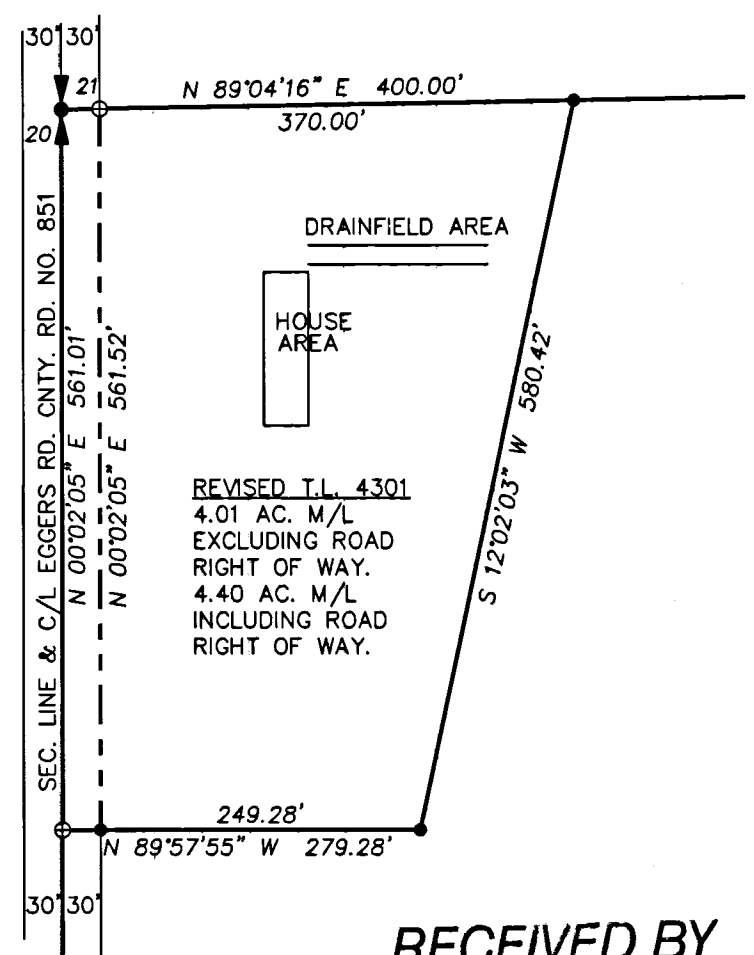 30' 30'
21
N 89°04'16" E 400.00'
370.00'
20
DRAINFIELD AREA
HOUSE
AREA
SEC. LINE & C/L EGGERS RD. CNTY. RD. NO. 851
N 00°02'05" E 561.01'
N 00°02'05" E 561.52'
S 12°02'03" W 580.42'
REVISED T.L. 4301
4.01 AC. M/L
EXCLUDING ROAD
RIGHT OF WAY.
4.40 AC. M/L
INCLUDING ROAD
RIGHT OF WAY.
249.28'
N 89°57'55" W 279.28'
30' 30'
RECEIVED BY